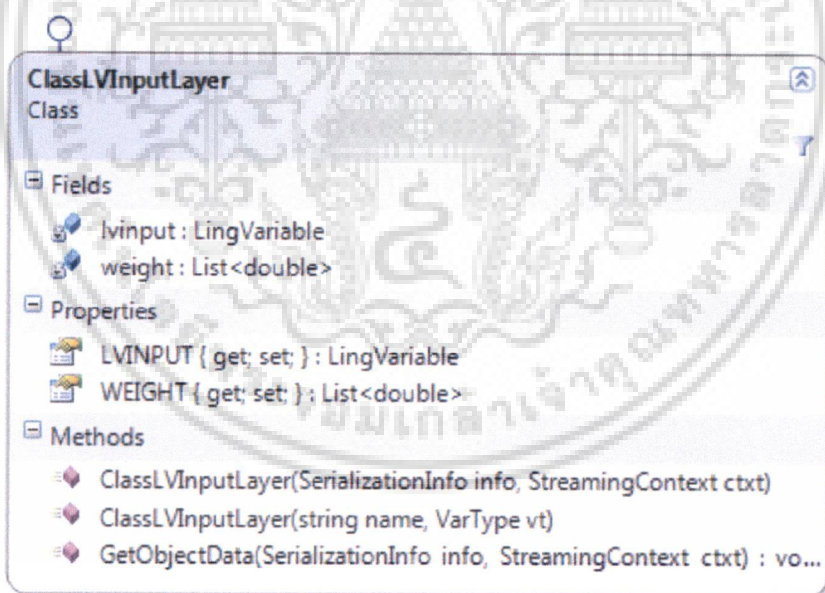 ClassLVInputLayer
Class
Fields
lvinput : LingVariable
weight : List<double>
Properties
LVINPUT { get; set; } : LingVariable
WEIGHT { get; set; } : List<double>
Methods
ClassLVInputLayer(SerializationInfo info, StreamingContext ctxt)
ClassLVInputLayer(string name, VarType vt)
GetObjectData(SerializationInfo info, StreamingContext ctxt) : vo...